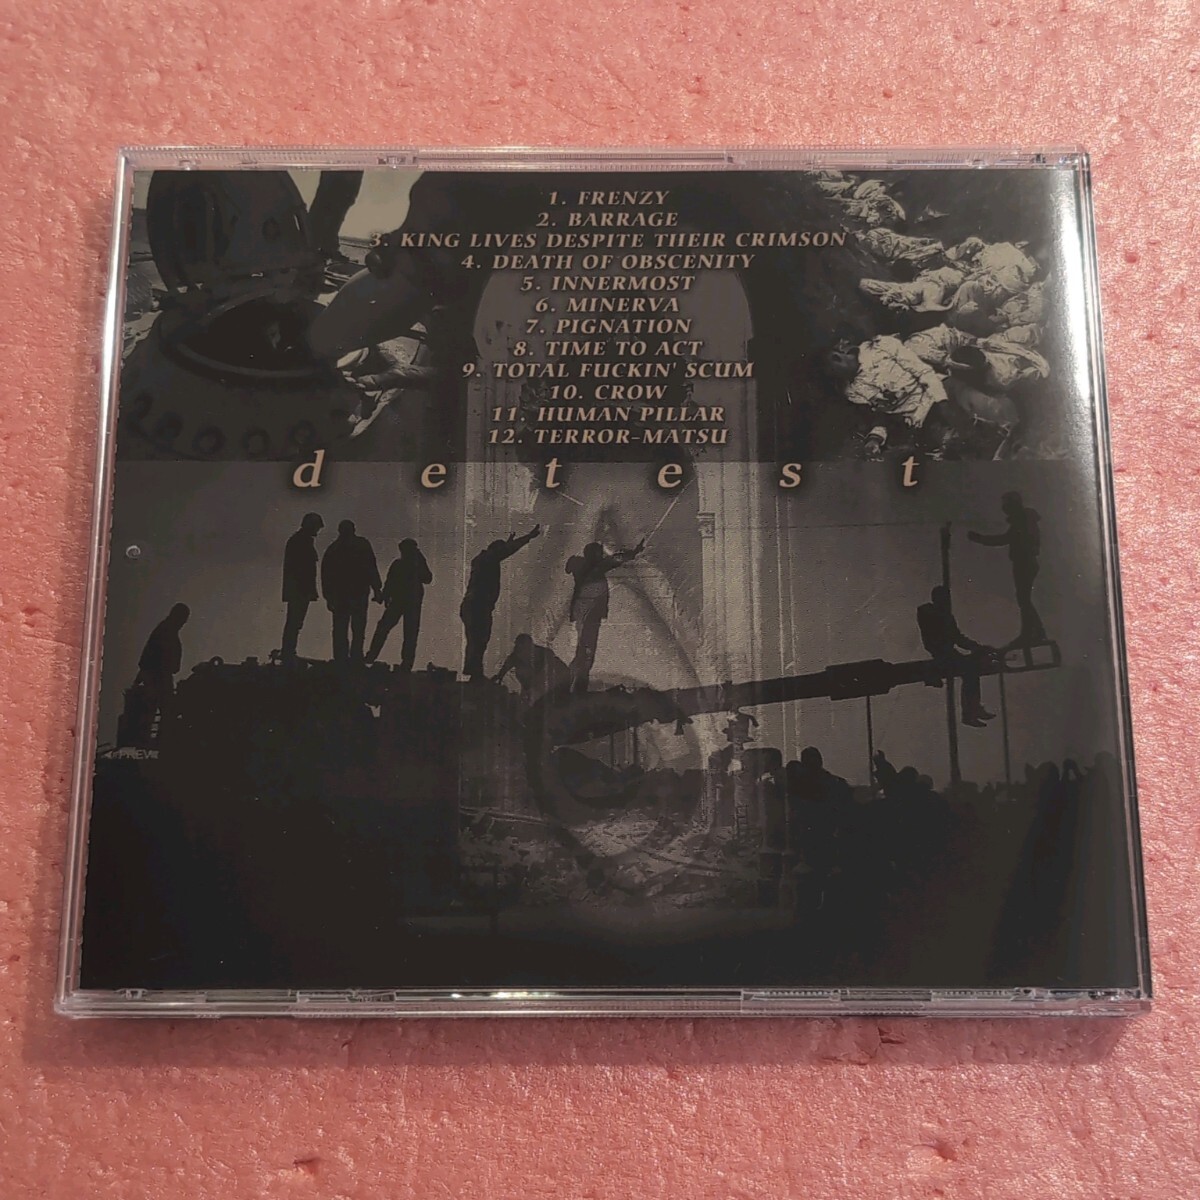 1. FRENZY
2. BARRAGE
3. KING LIVES DESPITE THEIR CRIMSON
4. DEATH OF OBSCENITY
5. INNERMOST
6. MINERVA
7. PIGNATION
8. TIME TO ACT
9. TOTAL FUCKIN' SCUM
10. CROW
11. HUMAN PILLAR
12. TERROR-MATSU
detest